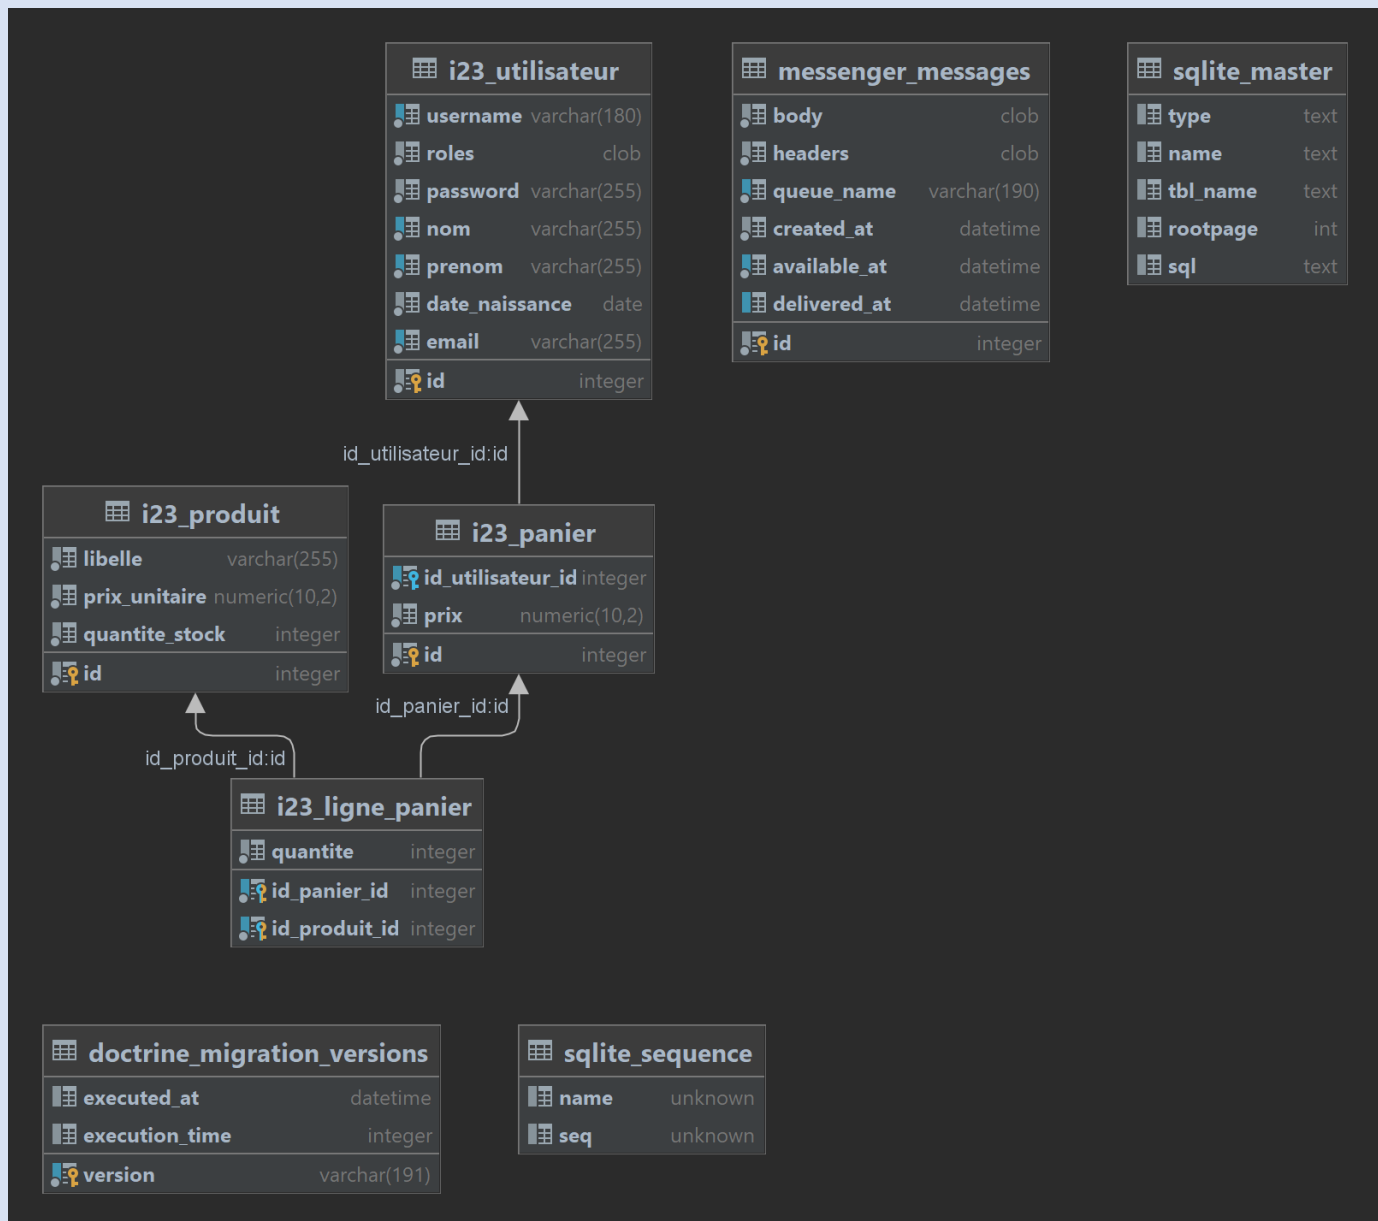 i23_utilisateur
username varchar(180)
roles clob
password varchar(255)
nom varchar(255)
prenom varchar(255)
date_naissance date
email varchar(255)
id integer
messenger_messages
body clob
headers clob
queue_name varchar(190)
created_at datetime
available_at datetime
delivered_at datetime
id integer
sqlite_master
type text
name text
tbl_name text
rootpage int
sql text
id_utilisateur_id:id
i23_produit
libelle varchar(255)
prix_unitaire numeric(10,2)
quantite_stock integer
id integer
i23_panier
id_utilisateur_id integer
prix numeric(10,2)
id integer
id_panier_id:id
id_produit_id:id
i23_ligne_panier
quantite integer
id_panier_id integer
id_produit_id integer
doctrine_migration_versions
executed_at datetime
execution_time integer
version varchar(191)
sqlite_sequence
name unknown
seq unknown